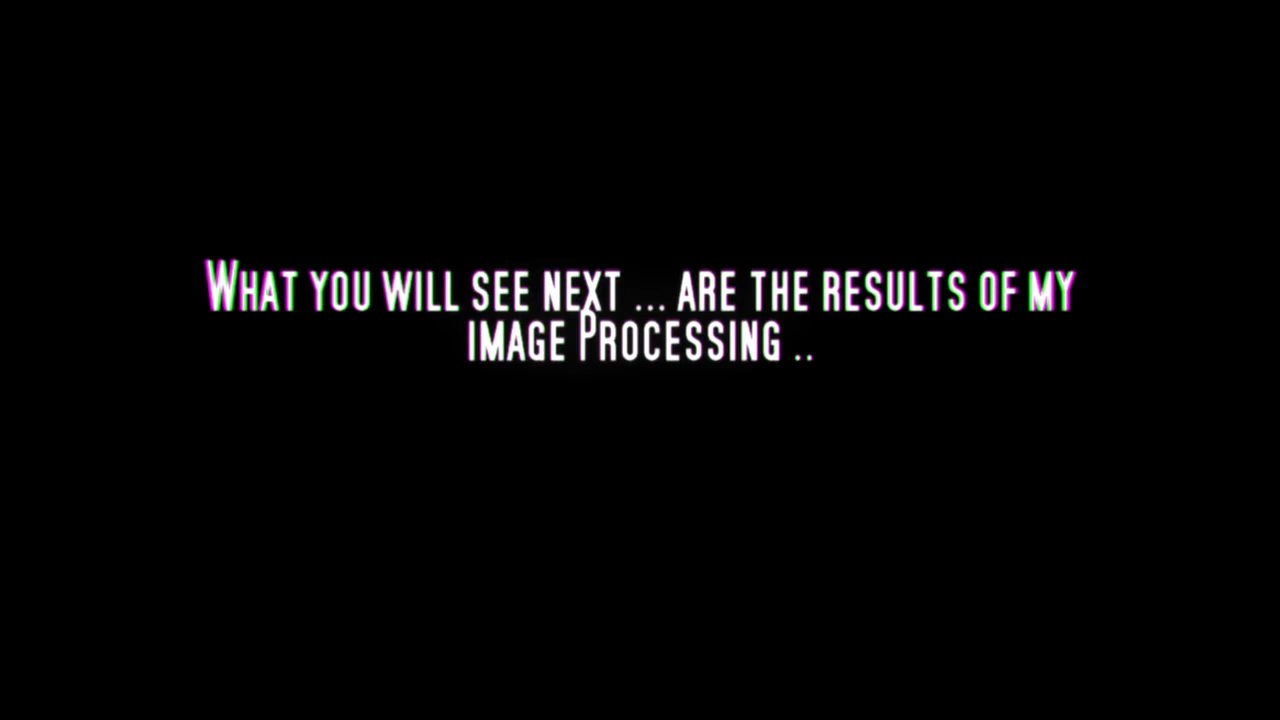 What you will see next ... are the results of my
image Processing ..